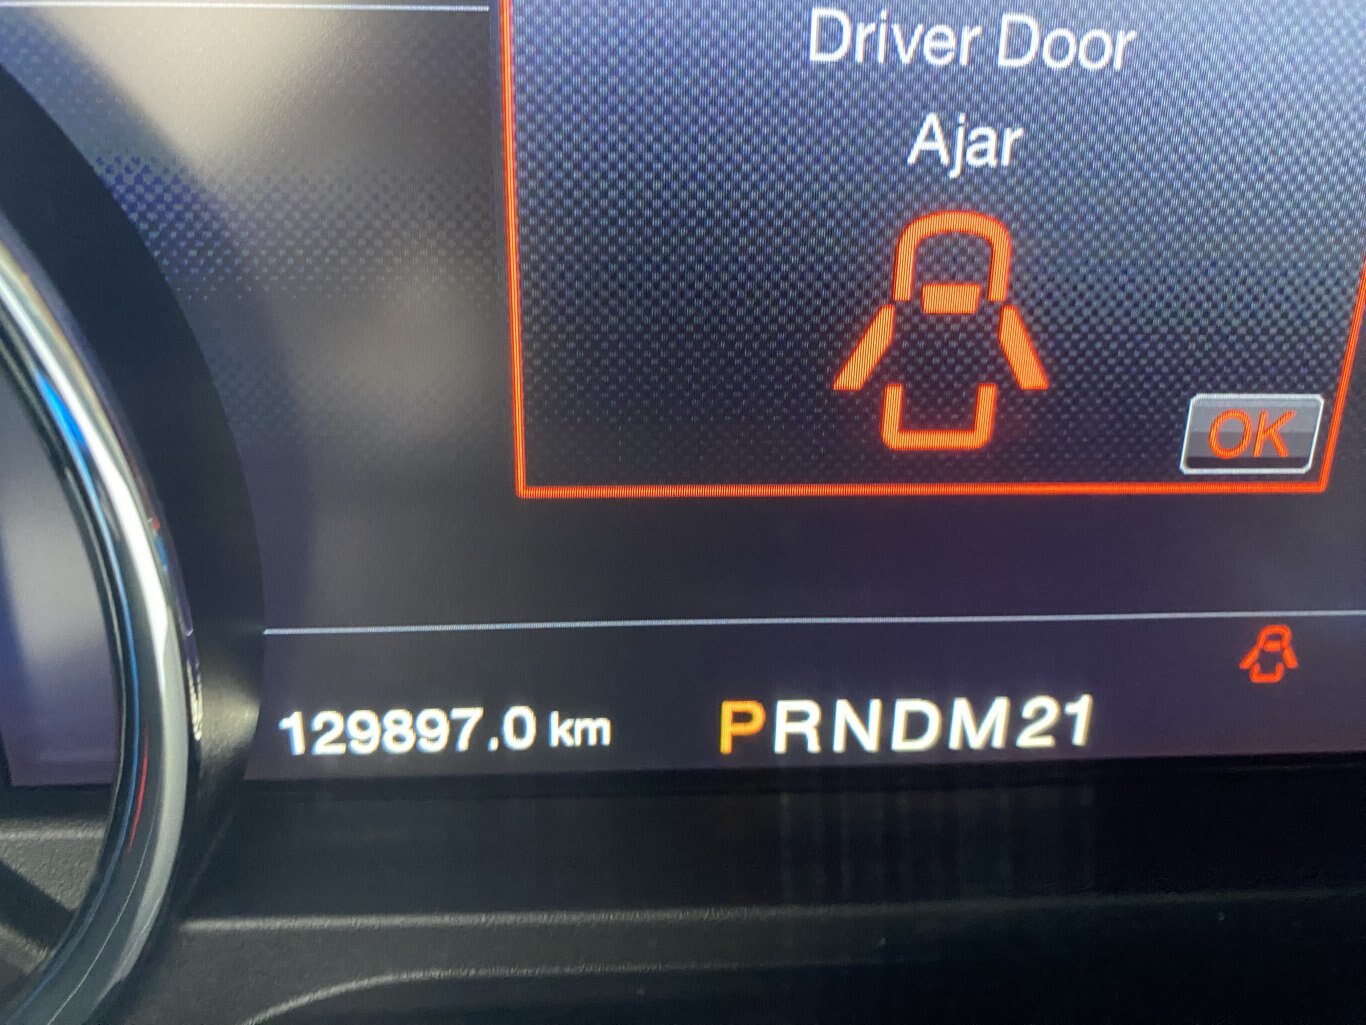 Driver Door
Ajar
OK
129897.0 km
PRNDM21